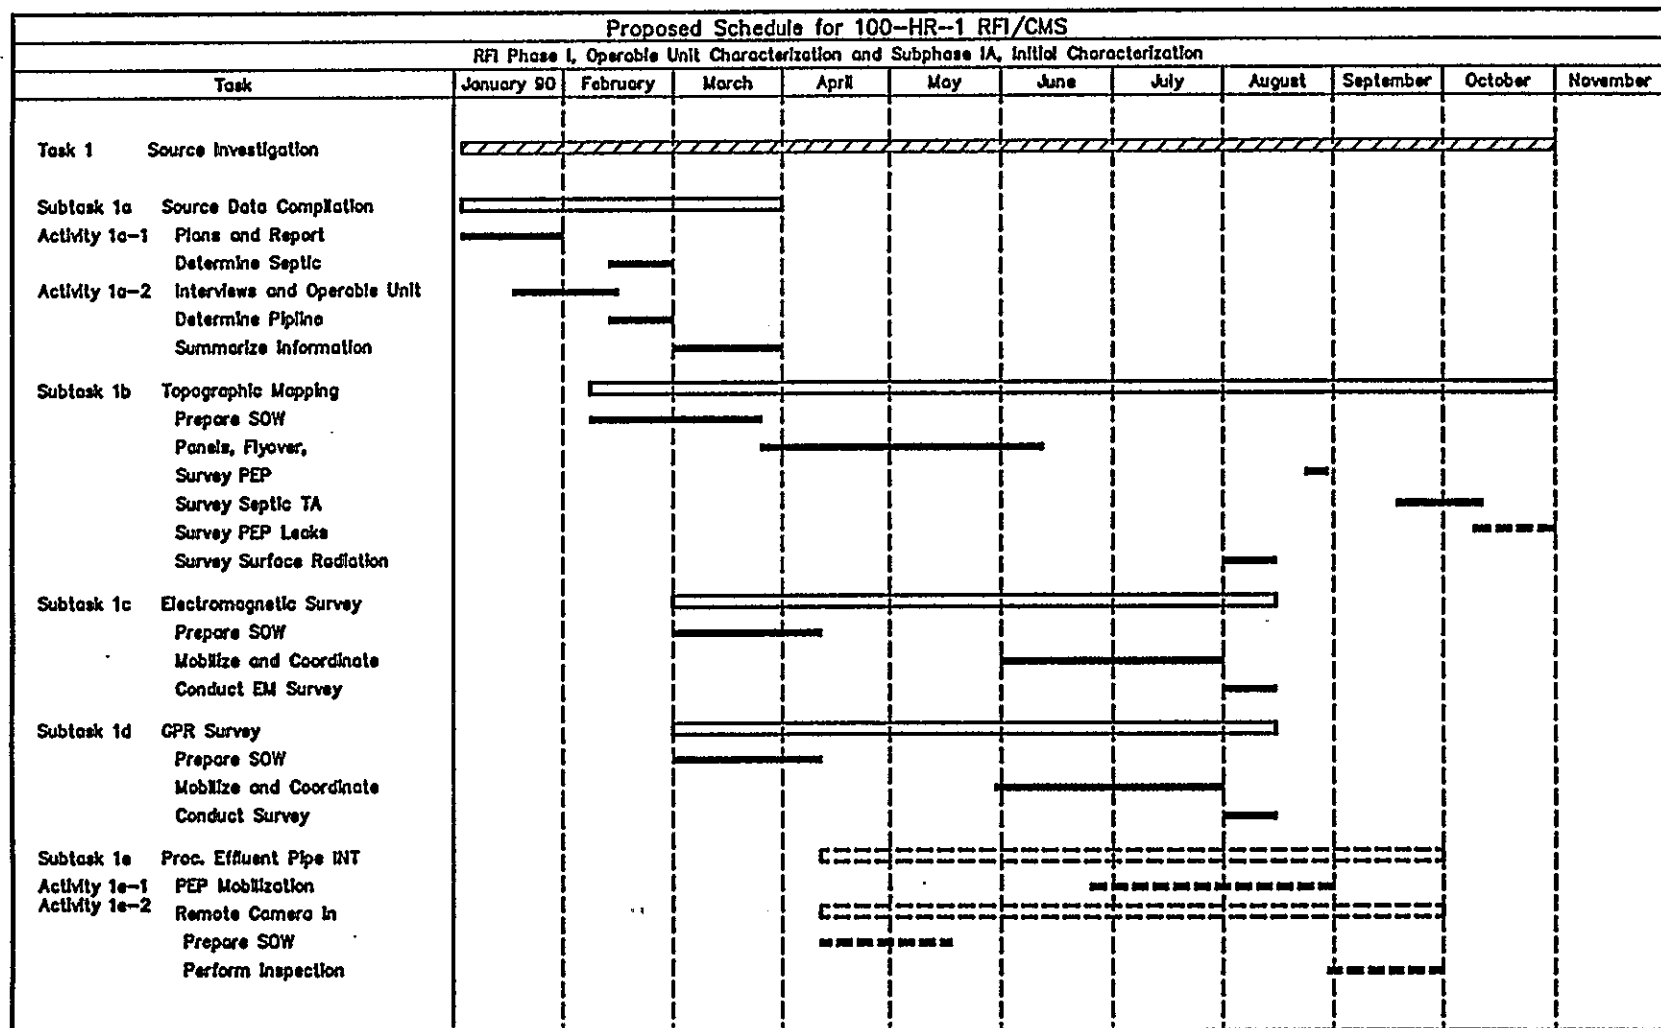 Proposed Schedule for 100-HR--1 RFI/CMS
RFI Phase I, Operable Unit Characterization and Subphase IA, Initial Characterization
Task January 90 February March April May June July August September October November
Task 1 Source Investigation
Subtask 1a Source Data Compilation
Activity 1a-1 Plans and Report
Determine Septic
Activity 1a-2 Interviews and Operable Unit
Determine Pipline
Summarize Information
Subtask 1b Topographic Mapping
Prepare SOW
Panels, Flyover,
Survey PEP
Survey Septic TA
Survey PEP Leaks
Survey Surface Radiation
Subtask 1c Electromagnetic Survey
Prepare SOW
Mobilize and Coordinate
Conduct EM Survey
Subtask 1d GPR Survey
Prepare SOW
Mobilize and Coordinate
Conduct Survey
Subtask 1e Proc. Effluent Pipe INT
Activity 1e-1 PEP Mobilization
Activity 1e-2 Remote Camera in
Prepare SOW
Perform Inspection